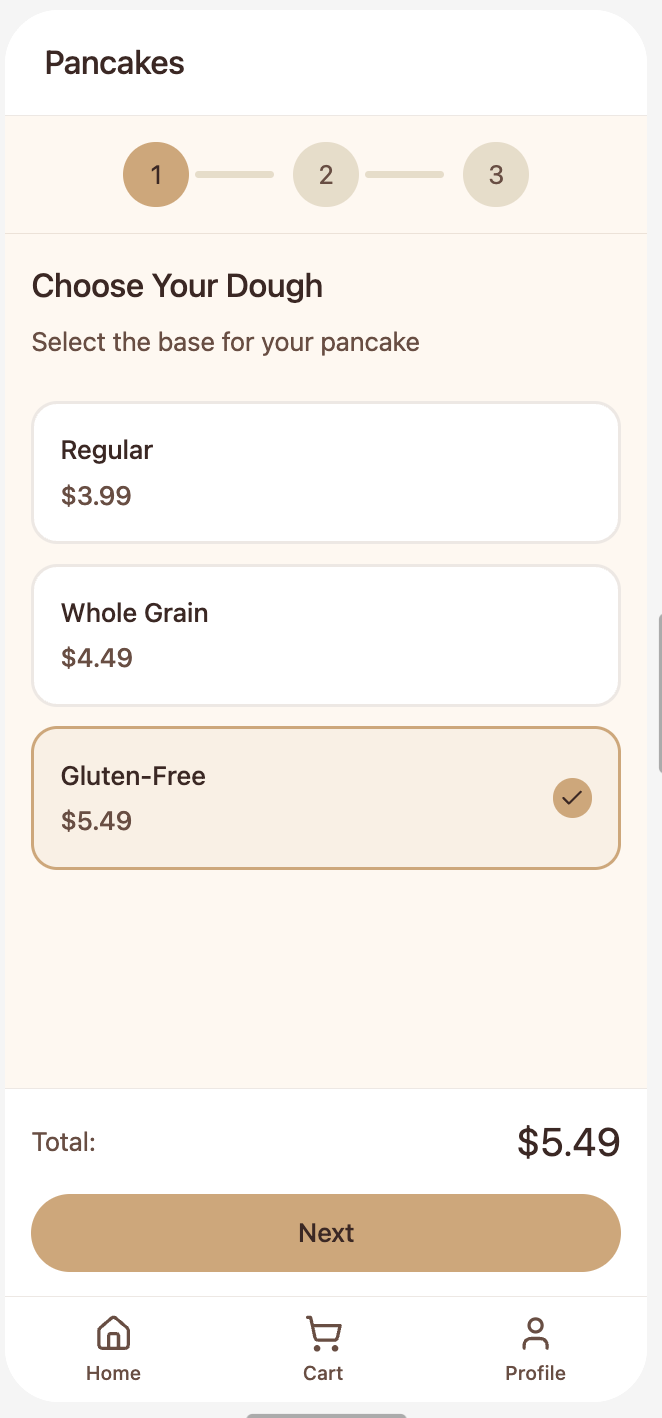 Pancakes
1 2 3
Choose Your Dough
Select the base for your pancake
Regular
$3.99
Whole Grain
$4.49
Gluten-Free
$5.49
Total: $5.49
Next
Home Cart Profile